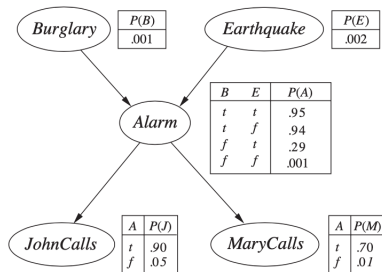 Burglary
P(B)
.001
Earthquake
P(E)
.002
Alarm
B E P(A)
t t .95
t f .94
f t .29
f f .001
JohnCalls
A P(J)
t .90
f .05
MaryCalls
A P(M)
t .70
f .01